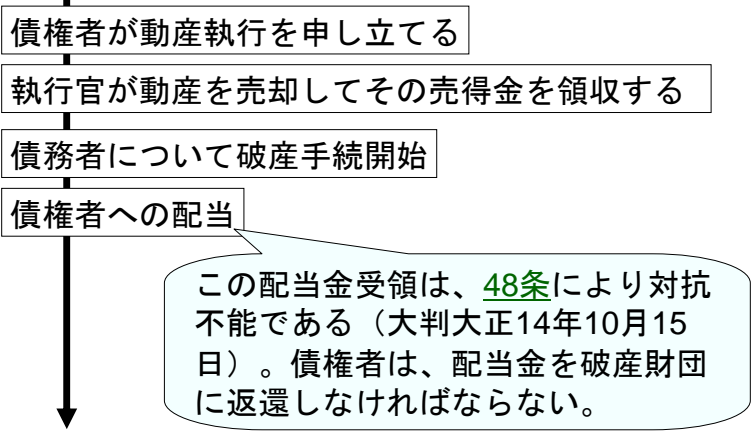 債権者が動産執行を申し立てる
執行官が動産を売却してその売得金を領収する
債務者について破産手続開始
債権者への配当
この配当金受領は、48条により対抗
不能である（大判大正14年10月15
日）。債権者は、配当金を破産財団
に返還しなければならない。